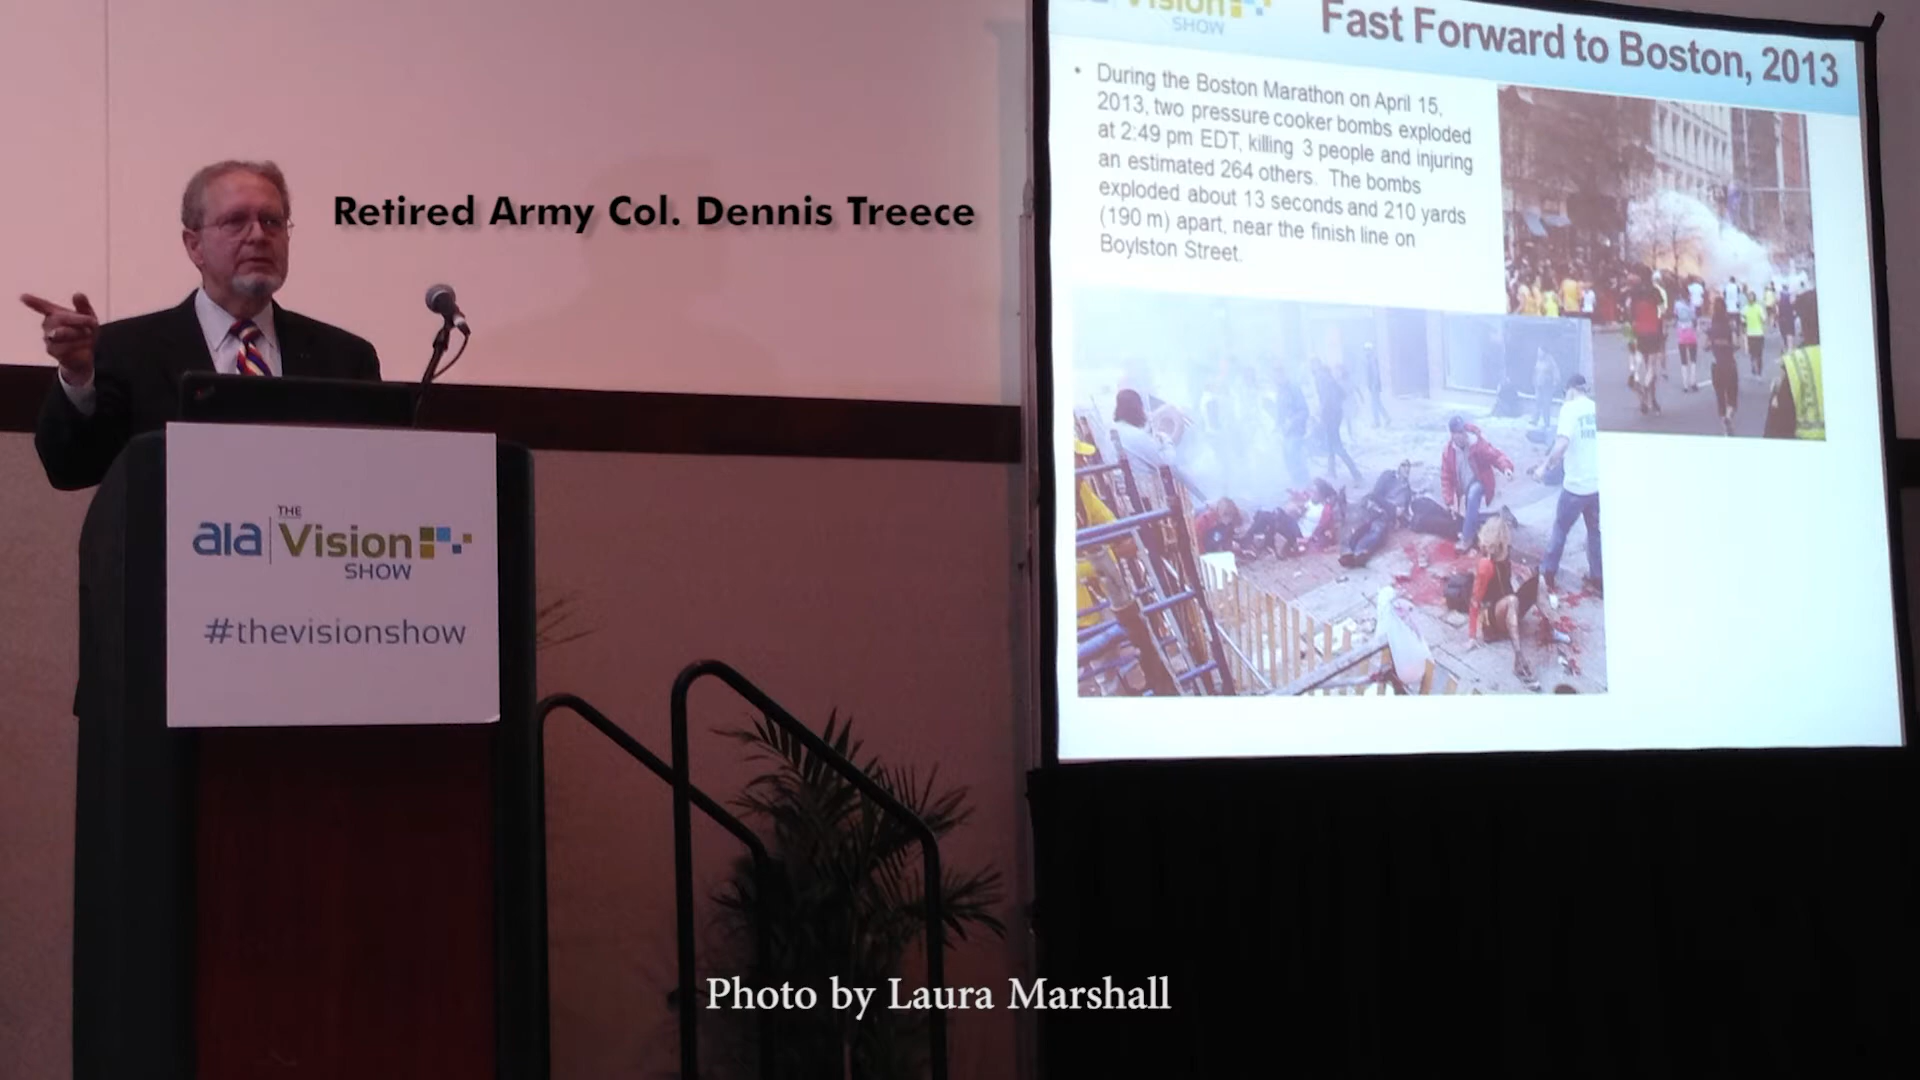 Vision
SHOW
Fast Forward to Boston, 2013
• During the Boston Marathon on April 15,
2013, two pressure cooker bombs exploded
at 2:49 pm EDT, killing 3 people and injuring
an estimated 264 others. The bombs
exploded about 13 seconds and 210 yards
(190 m) apart, near the finish line on
Boylston Street.
Retired Army Col. Dennis Treece
aia THE
Vision
SHOW
#thevisionshow
Photo by Laura Marshall